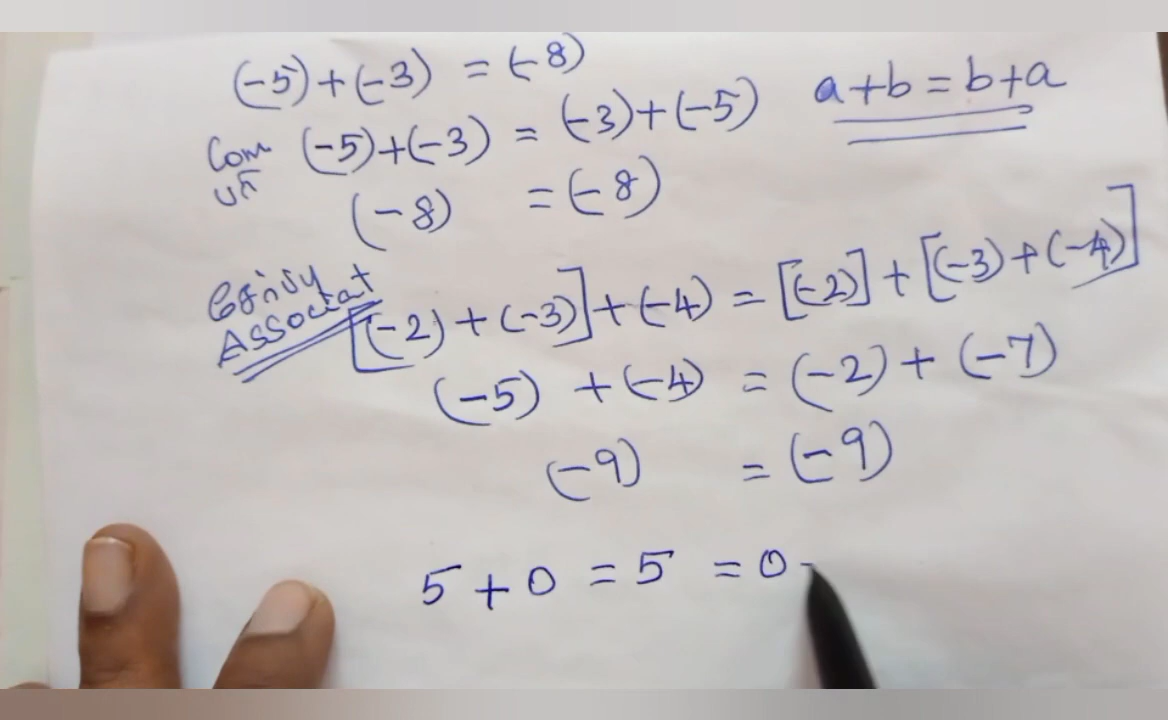 (-5)+(-3) = (-8)
a+b = b+a
Com (-5)+(-3) = (-3)+(-5)
(-8) = (-8)
Associat [(-2)+(-3)]+(-4) = [(-2)]+[(-3)+(-4)]
(-5) +(-4) = (-2)+(-7)
(-9) = (-9)
5+0 = 5 = 0